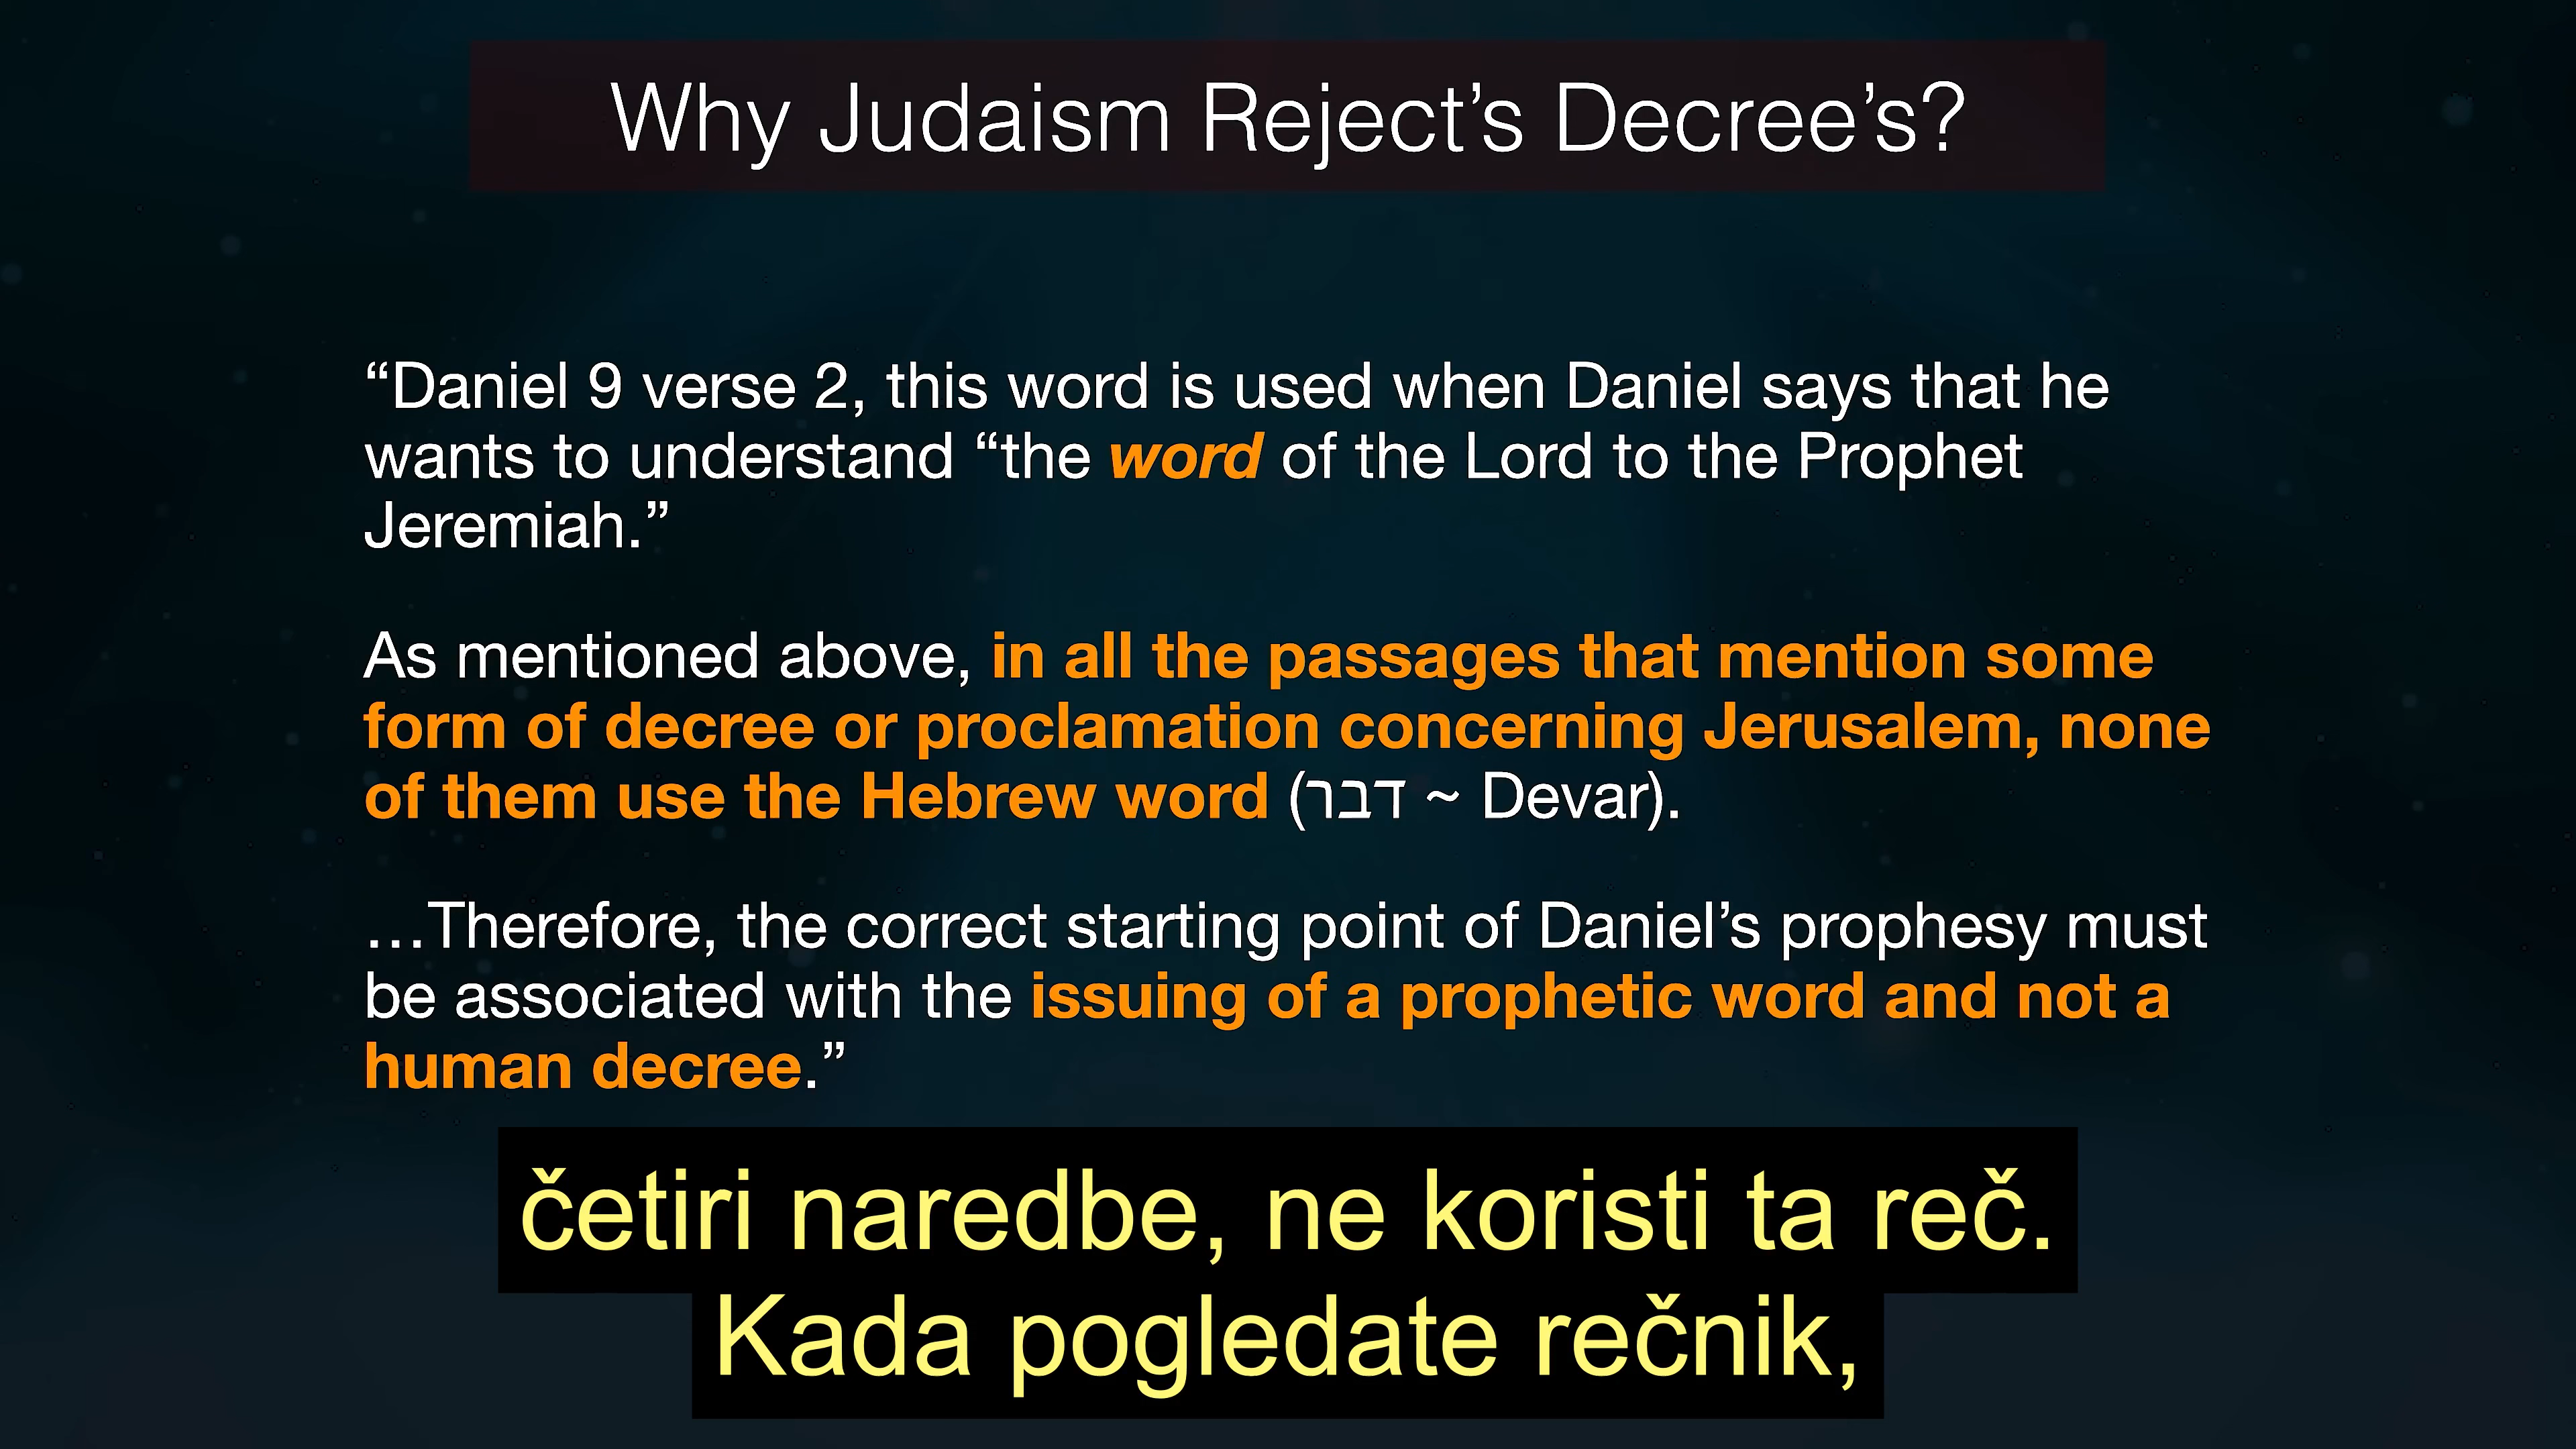 Why Judaism Reject’s Decree’s?
“Daniel 9 verse 2, this word is used when Daniel says that he
wants to understand “the word of the Lord to the Prophet
Jeremiah.”
As mentioned above, in all the passages that mention some
form of decree or proclamation concerning Jerusalem, none
of them use the Hebrew word (דבר ~ Devar).
…Therefore, the correct starting point of Daniel’s prophesy must
be associated with the issuing of a prophetic word and not a
human decree.”
četiri naredbe, ne koristi ta reč.
Kada pogledate rečnik,